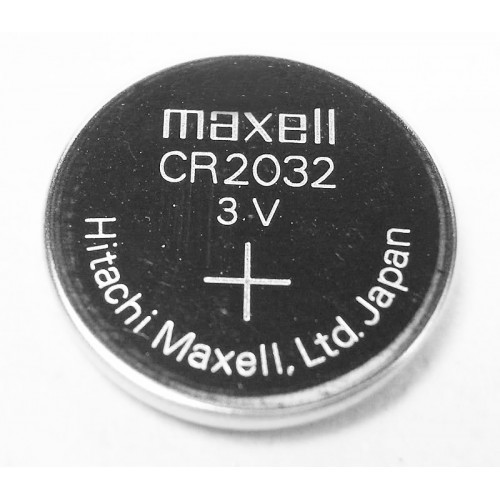 maxell
CR2032
3 V
+
Hitachi Maxell, Ltd. Japan